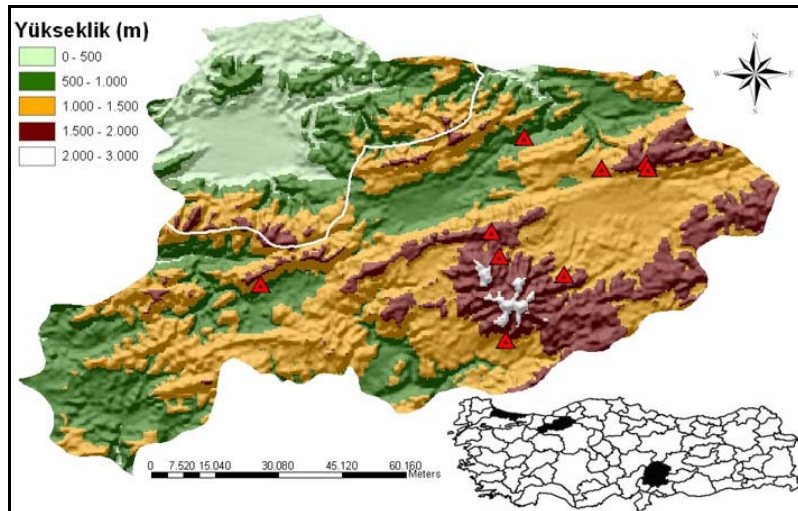 Yükseklik (m)
0 - 500
500 - 1.000
1.000 - 1.500
1.500 - 2.000
2.000 - 3.000
N
W E
S
0 7.520 15.040 30.080 45.120 60.160
Meters